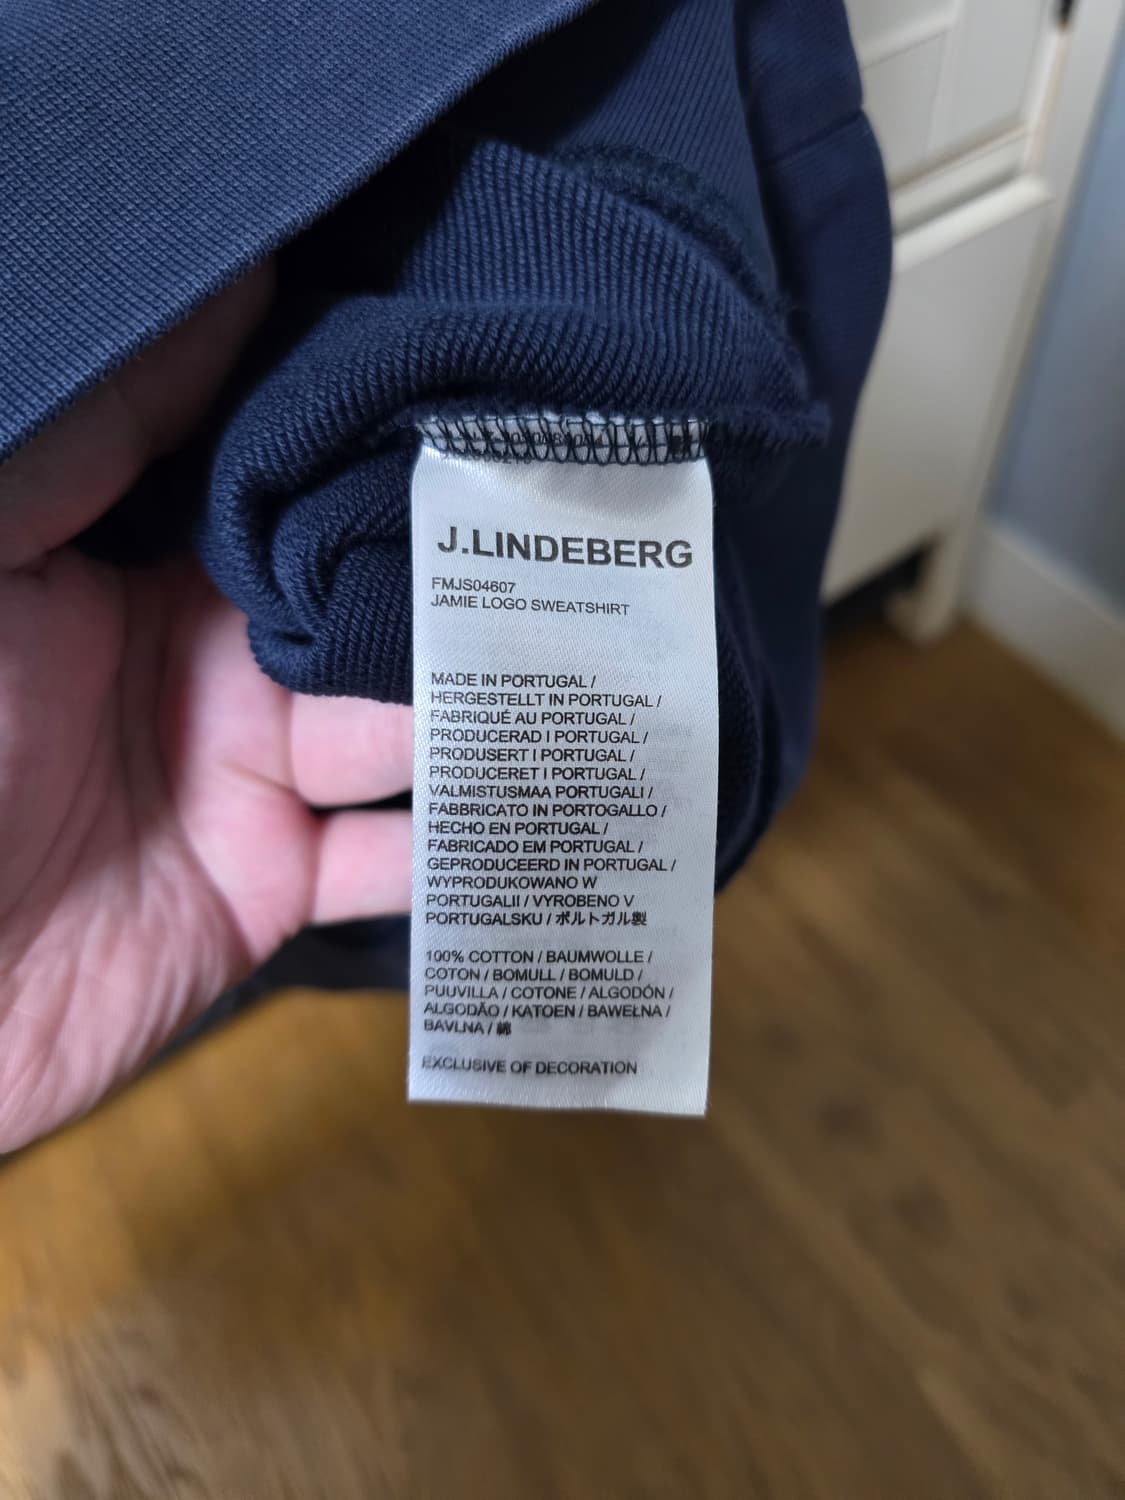 J.LINDEBERG
FMJS04607
JAMIE LOGO SWEATSHIRT
MADE IN PORTUGAL /
HERGESTELLT IN PORTUGAL /
FABRIQUÉ AU PORTUGAL /
PRODUCERAD I PORTUGAL /
PRODUSERT I PORTUGAL /
PRODUCERET I PORTUGAL /
VALMISTUSMAA PORTUGALI /
FABBRICATO IN PORTOGALLO /
HECHO EN PORTUGAL /
FABRICADO EM PORTUGAL /
GEPRODUCEERD IN PORTUGAL /
WYPRODUKOWANO W
PORTUGALII / VYROBENO V
PORTUGALSKU / ポルトガル製
100% COTTON / BAUMWOLLE /
COTON / BOMULL / BOMULD /
PUUVILLA / COTONE / ALGODÓN /
ALGODÃO / KATOEN / BAWEŁNA /
BAVLNA / 綿
EXCLUSIVE OF DECORATION